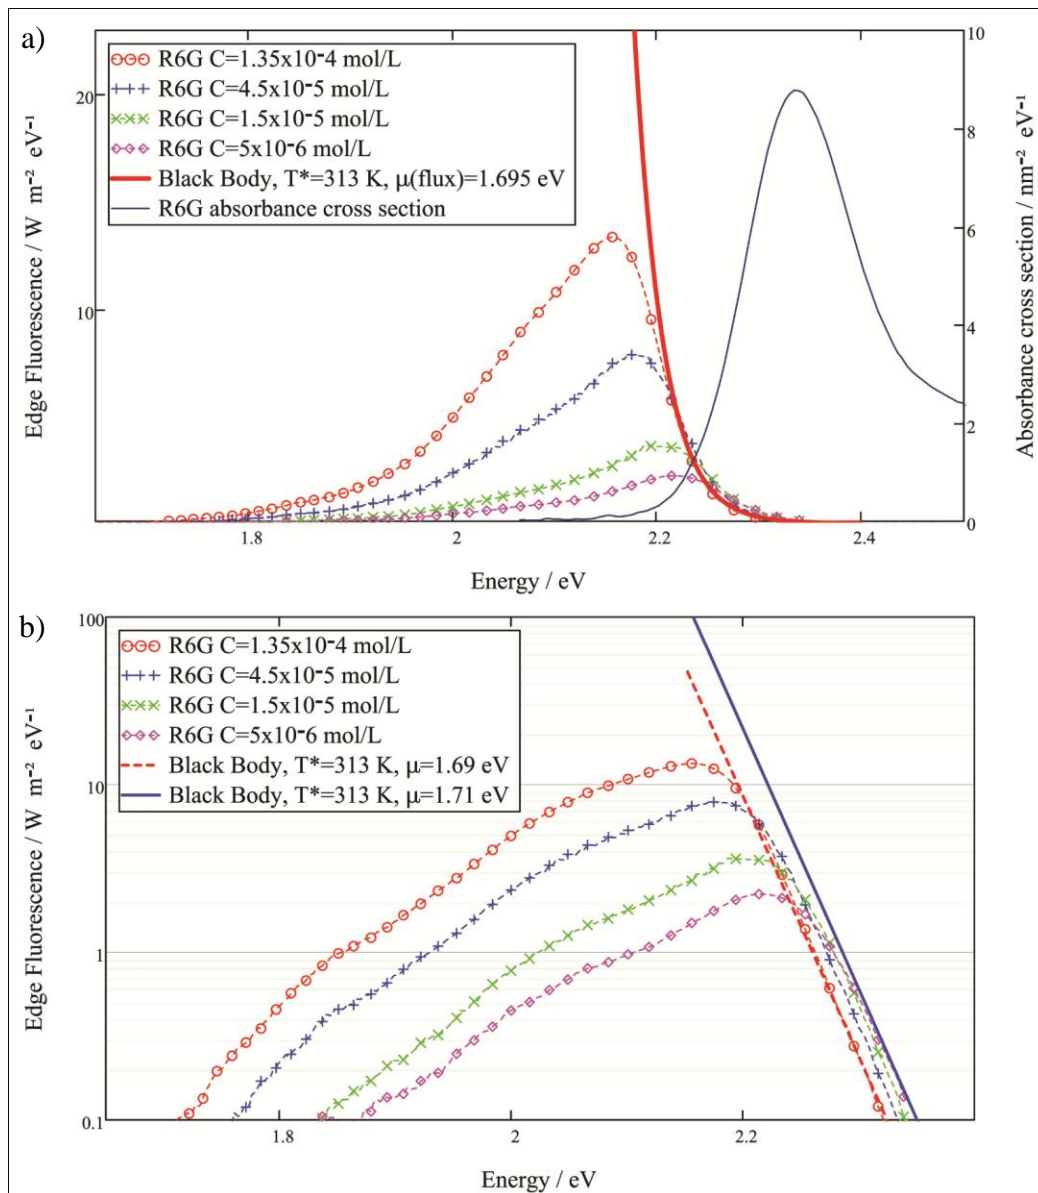 a)
R6G C=1.35x10⁻4 mol/L
R6G C=4.5x10⁻5 mol/L
R6G C=1.5x10⁻5 mol/L
R6G C=5x10⁻6 mol/L
Black Body, T*=313 K, μ(flux)=1.695 eV
R6G absorbance cross section
20
10
10
8
6
4
2
0
1.8
2
2.2
2.4
Edge Fluorescence / W m⁻² eV⁻¹
Absorbance cross section / nm⁻² eV⁻¹
Energy / eV
b)
R6G C=1.35x10⁻4 mol/L
R6G C=4.5x10⁻5 mol/L
R6G C=1.5x10⁻5 mol/L
R6G C=5x10⁻6 mol/L
Black Body, T*=313 K, μ=1.69 eV
Black Body, T*=313 K, μ=1.71 eV
100
10
1
0.1
1.8
2
2.2
Edge Fluorescence / W m⁻² eV⁻¹
Energy / eV